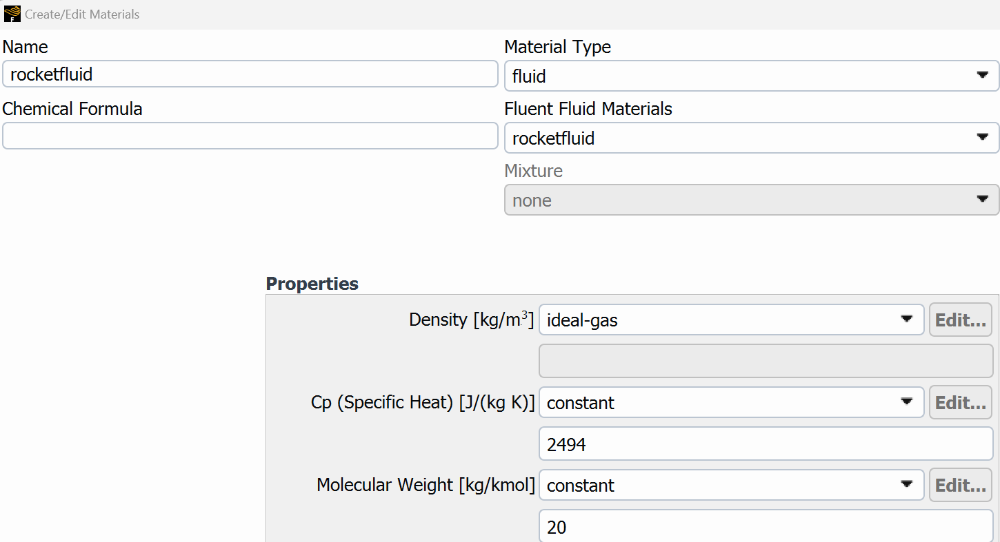 Create/Edit Materials
Name
rocketfluid
Chemical Formula
Material Type
fluid
Fluent Fluid Materials
rocketfluid
Mixture
none
Properties
Density [kg/m³] ideal-gas Edit...
Cp (Specific Heat) [J/(kg K)] constant Edit...
2494
Molecular Weight [kg/kmol] constant Edit...
20